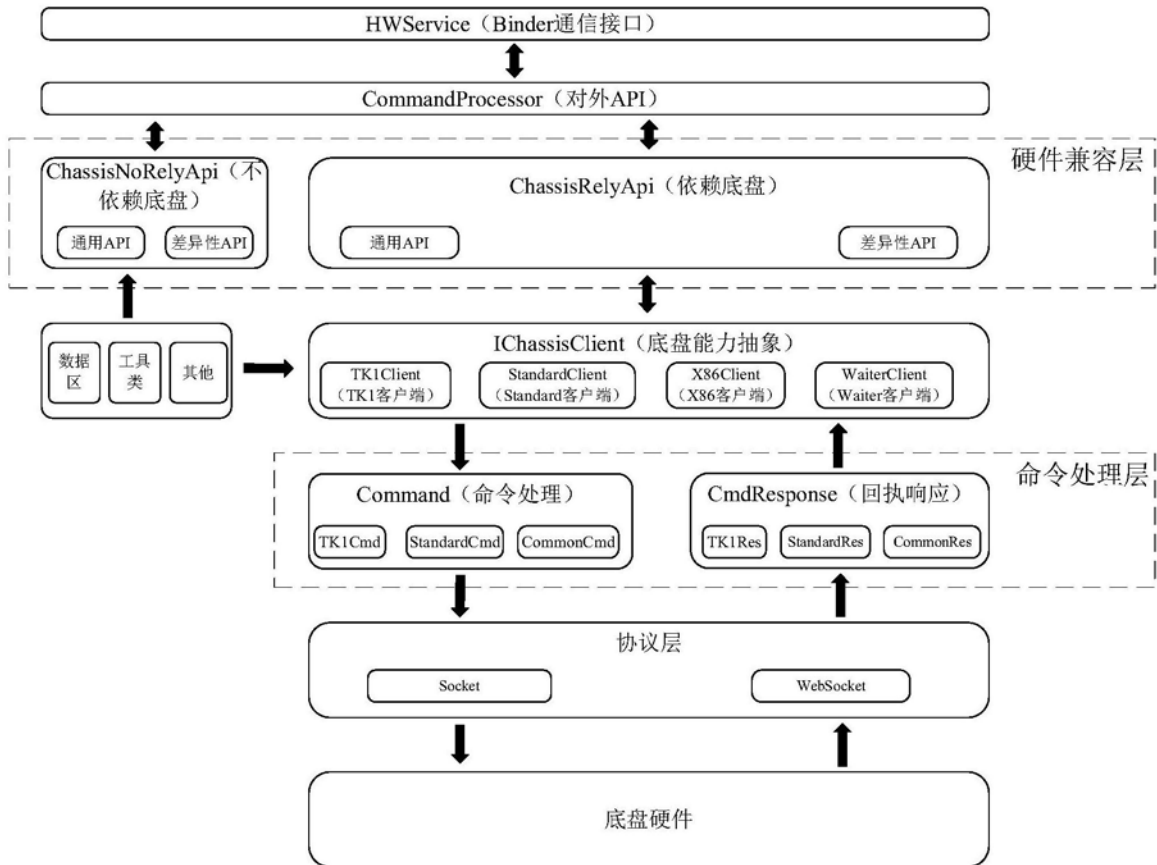 HWService（Binder通信接口）
CommandProcessor（对外API）
硬件兼容层
ChassisNoRelyApi（不
依赖底盘）
通用API
差异性API
ChassisRelyApi（依赖底盘）
通用API
差异性API
数据
区
工具
类
其他
IChassisClient（底盘能力抽象）
TK1Client
（TK1客户端）
StandardClient
（Standard客户端）
X86Client
（X86客户端）
WaiterClient
（Waiter客户端）
命令处理层
Command（命令处理）
TK1Cmd
StandardCmd
CommonCmd
CmdResponse（回执响应）
TK1Res
StandardRes
CommonRes
协议层
Socket
WebSocket
底盘硬件